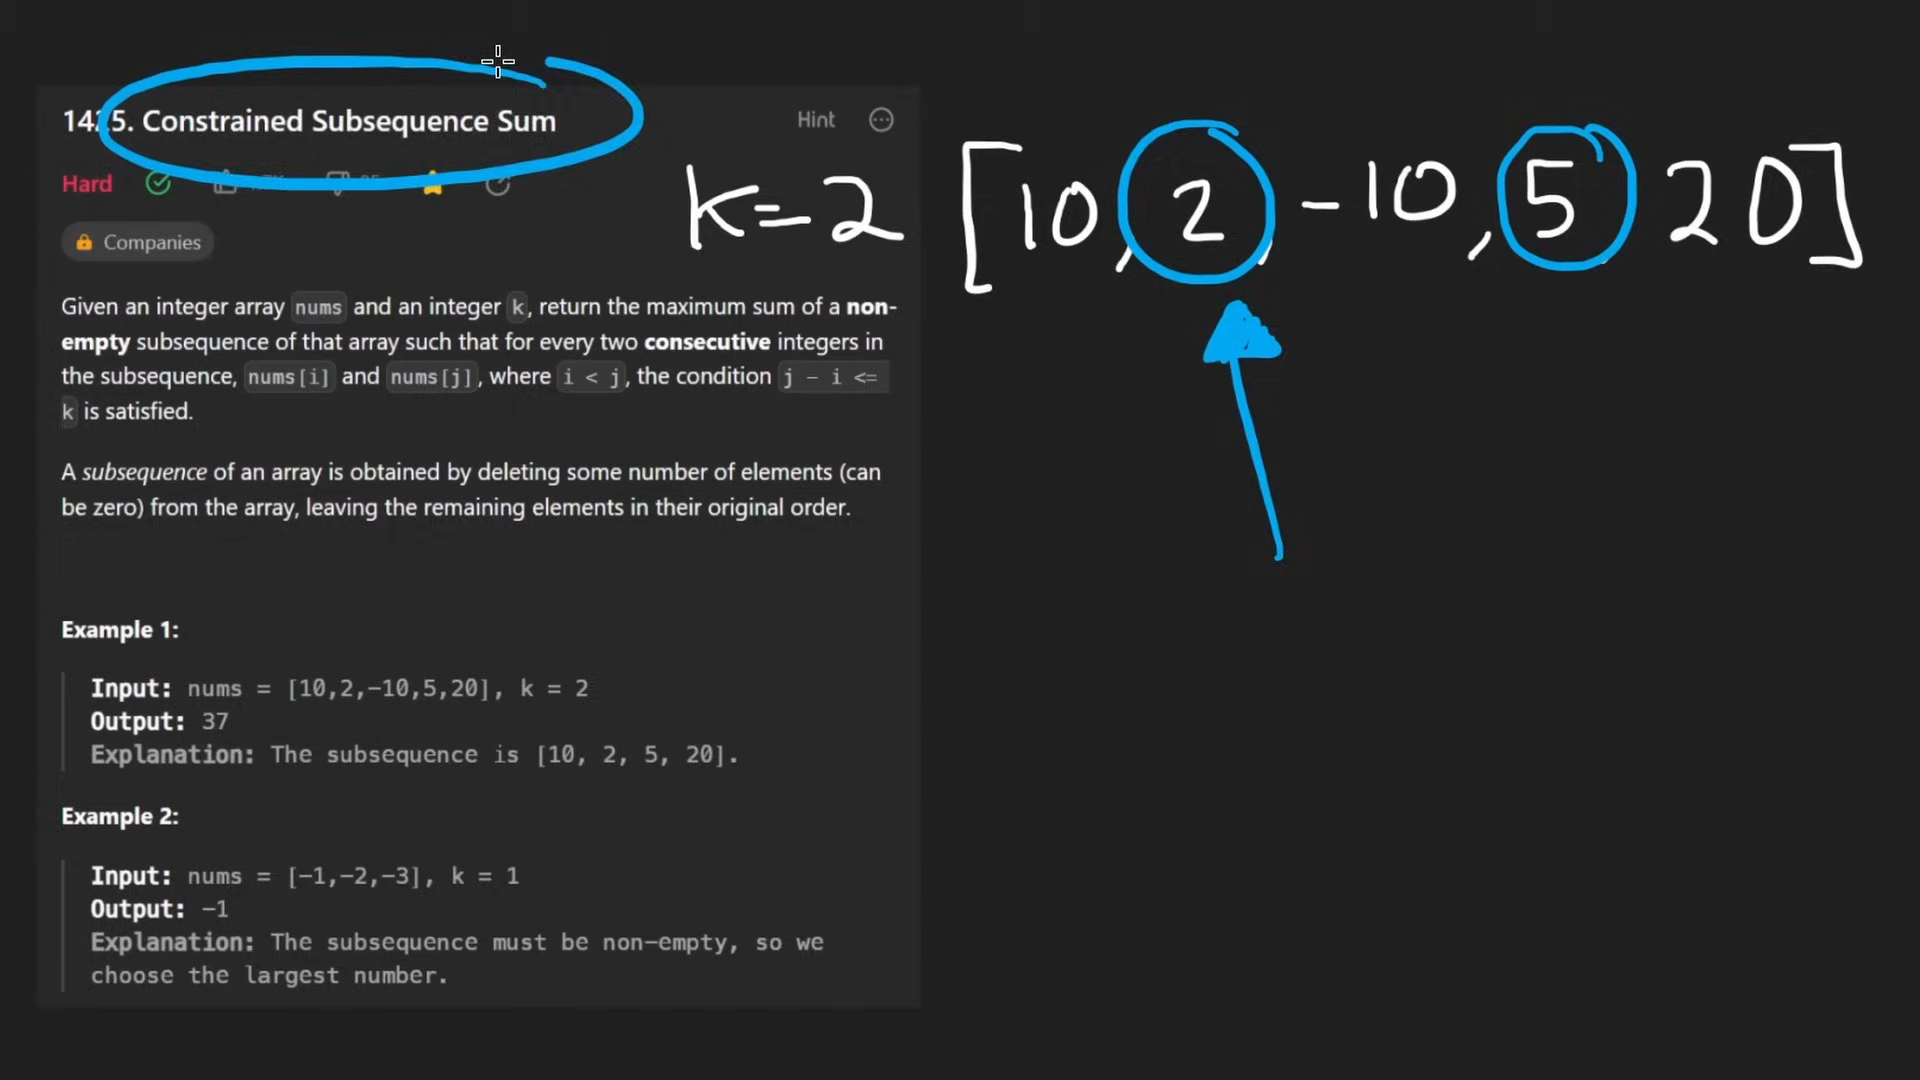 1425. Constrained Subsequence Sum
Hint
Hard
Companies
k=2 [10, 2, -10, 5 20]
Given an integer array nums and an integer k, return the maximum sum of a non-
empty subsequence of that array such that for every two consecutive integers in
the subsequence, nums[i] and nums[j], where i < j, the condition j - i <=
k is satisfied.
A subsequence of an array is obtained by deleting some number of elements (can
be zero) from the array, leaving the remaining elements in their original order.
Example 1:
Input: nums = [10,2,-10,5,20], k = 2
Output: 37
Explanation: The subsequence is [10, 2, 5, 20].
Example 2:
Input: nums = [-1,-2,-3], k = 1
Output: -1
Explanation: The subsequence must be non-empty, so we
choose the largest number.